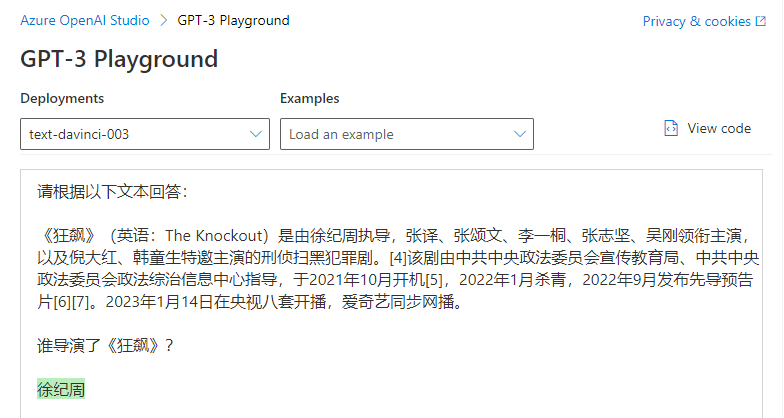 Azure OpenAI Studio > GPT-3 Playground
Privacy & cookies
GPT-3 Playground
Deployments
Examples
text-davinci-003
Load an example
View code
请根据以下文本回答：
《狂飙》（英语：The Knockout）是由徐纪周执导，张译、张颂文、李一桐、张志坚、吴刚领衔主演，
以及倪大红、韩童生特邀主演的刑侦扫黑犯罪剧。[4]该剧由中共中央政法委员会宣传教育局、中共中央
政法委员会政法综治信息中心指导，于2021年10月开机[5]，2022年1月杀青，2022年9月发布先导预告
片[6][7]。2023年1月14日在央视八套开播，爱奇艺同步网播。
谁导演了《狂飙》？
徐纪周